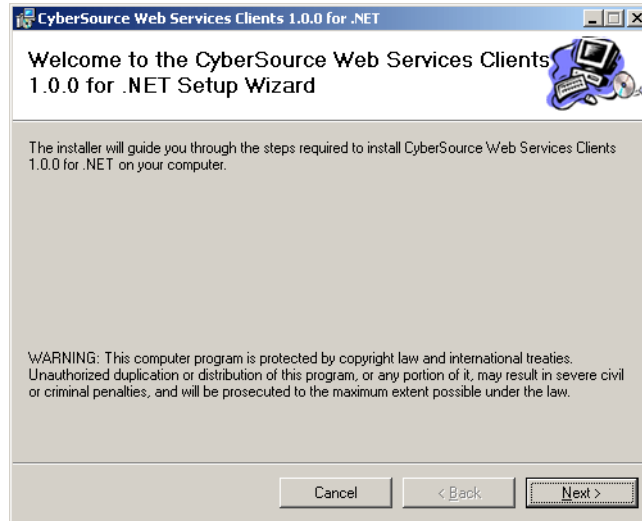 CyberSource Web Services Clients 1.0.0 for .NET
Welcome to the CyberSource Web Services Clients
1.0.0 for .NET Setup Wizard
The installer will guide you through the steps required to install CyberSource Web Services Clients
1.0.0 for .NET on your computer.
WARNING: This computer program is protected by copyright law and international treaties.
Unauthorized duplication or distribution of this program, or any portion of it, may result in severe civil
or criminal penalties, and will be prosecuted to the maximum extent possible under the law.
Cancel
< Back
Next >